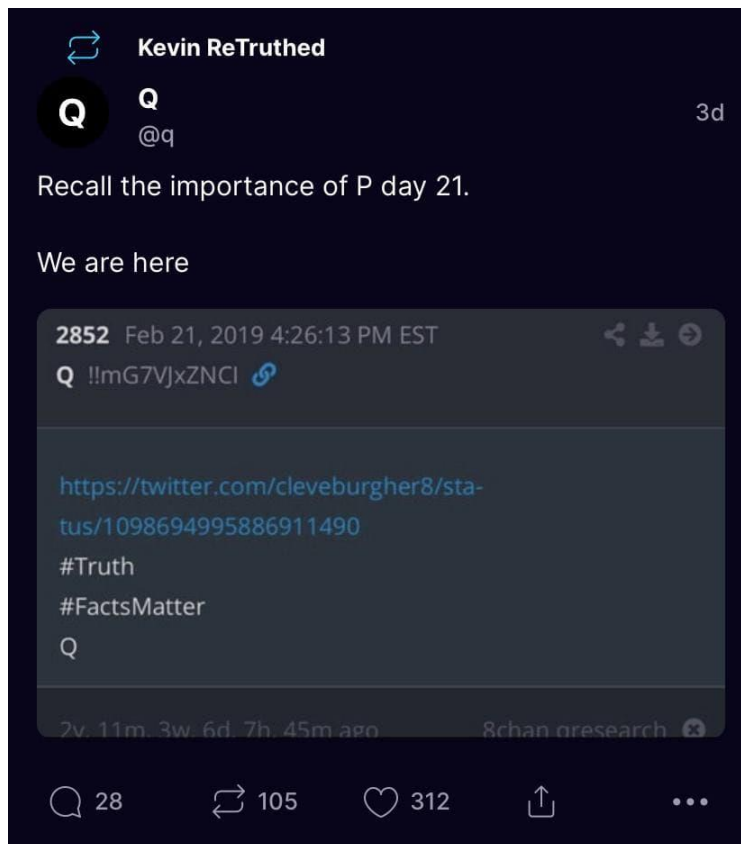 Kevin ReTruthed
Q
Q
@q
3d
Recall the importance of P day 21.
We are here
2852 Feb 21, 2019 4:26:13 PM EST
Q !!mG7VJxZNCI
https://twitter.com/cleveburgher8/sta-
tus/1098694995886911490
#Truth
#FactsMatter
Q
2y, 11m, 3w, 6d, 7h, 45m ago 8chan qresearch
28 105 312